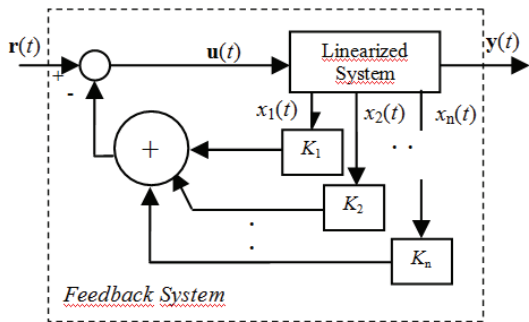 r(t)
+
-
u(t)
Linearized
System
y(t)
x1(t)
x2(t)
xn(t)
+
K1
. .
K2
.
.
Kn
Feedback System